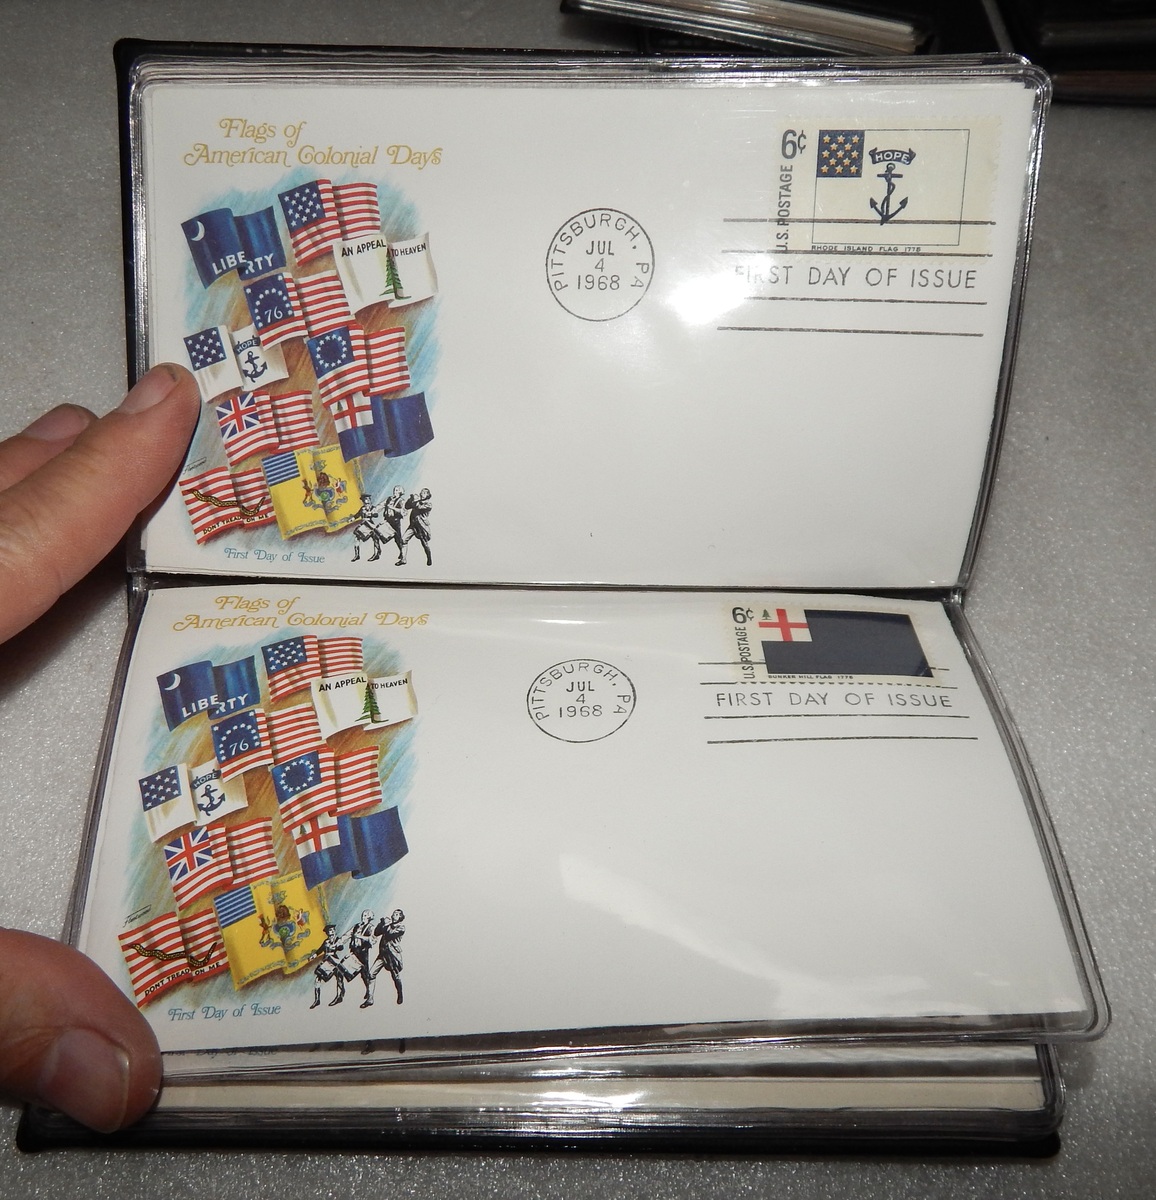 Flags of
American Colonial Days
LIBERTY
AN APPEAL TO HEAVEN
76
HOPE
DONT TREAD ON ME
First Day of Issue
PITTSBURGH, PA
JUL
4
1968
6¢
U.S. POSTAGE
HOPE
RHODE ISLAND FLAG 1775
FIRST DAY OF ISSUE
Flags of
American Colonial Days
LIBERTY
AN APPEAL TO HEAVEN
76
HOPE
DONT TREAD ON ME
First Day of Issue
PITTSBURGH, PA
JUL
4
1968
6¢
U.S. POSTAGE
BUNKER HILL FLAG 1775
FIRST DAY OF ISSUE